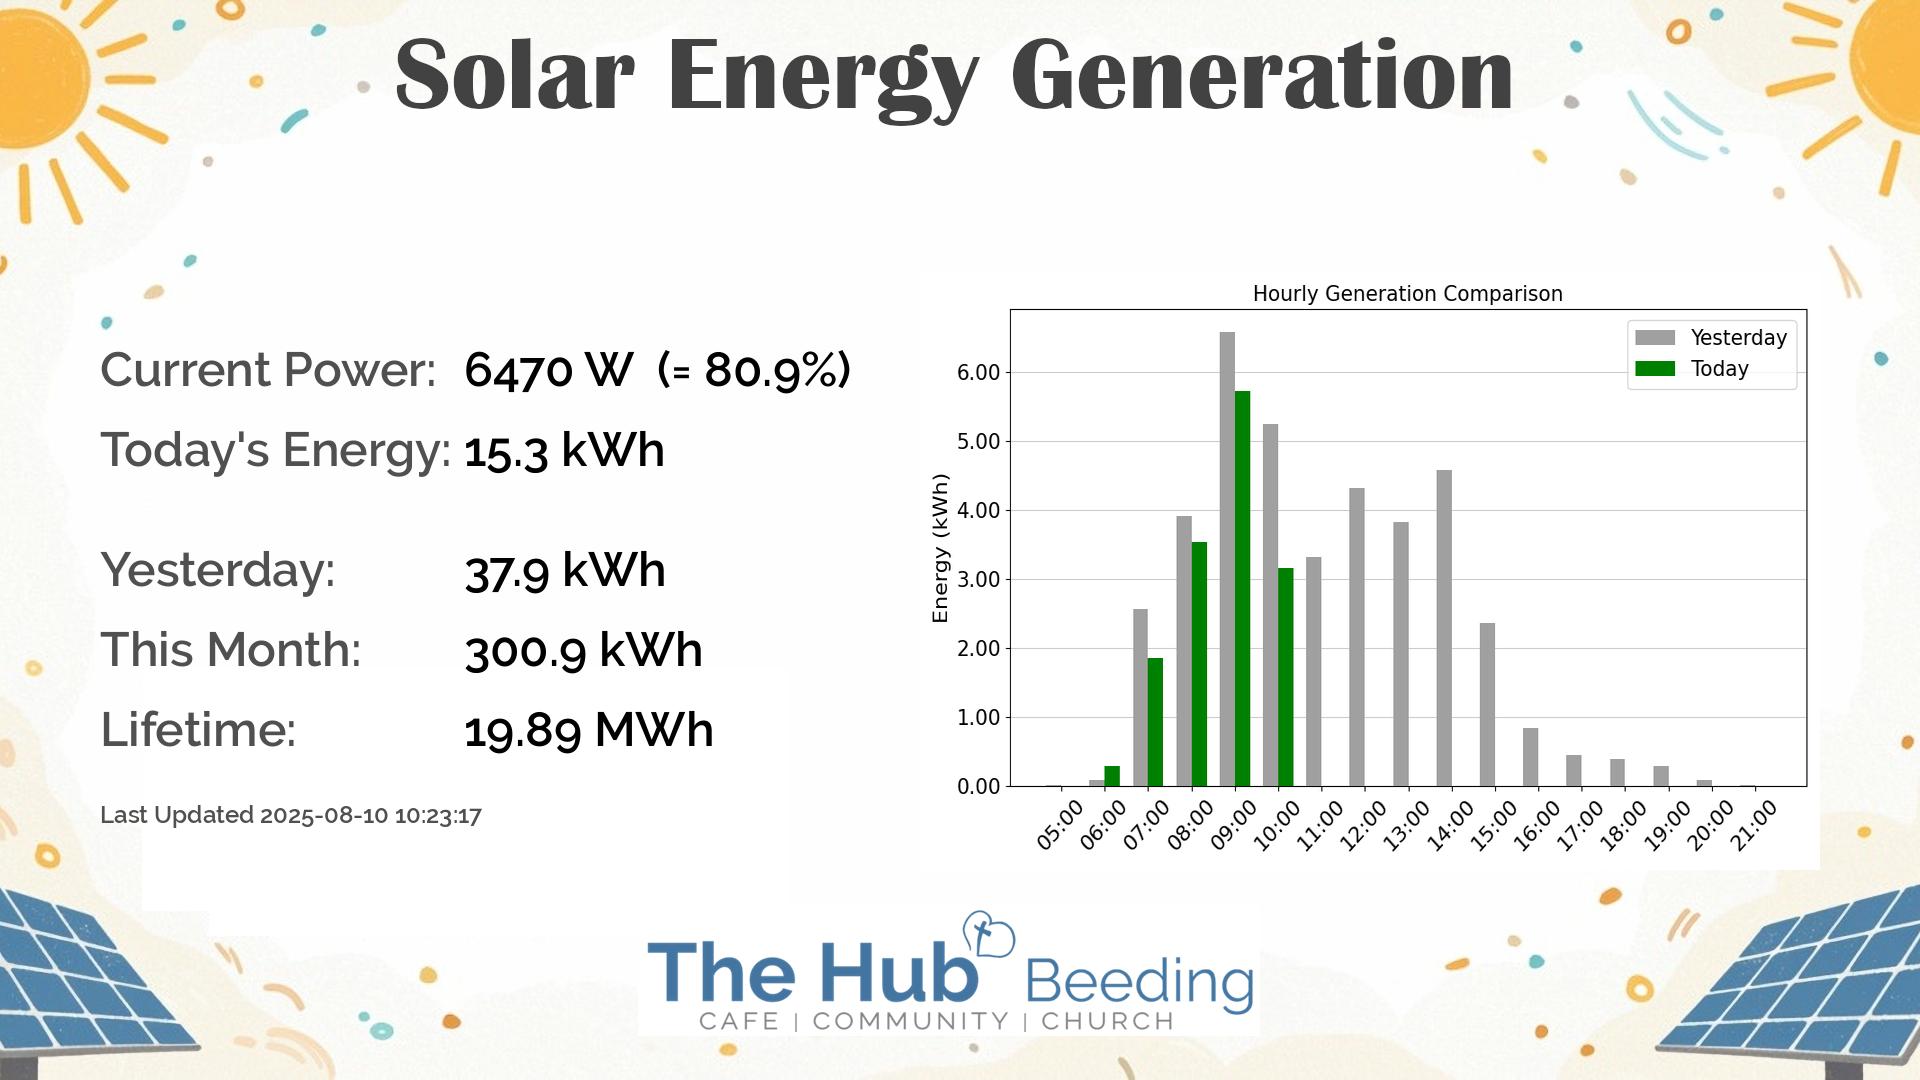 Solar Energy Generation
Current Power: 6470 W (= 80.9%)
Today's Energy: 15.3 kWh
Yesterday: 37.9 kWh
This Month: 300.9 kWh
Lifetime: 19.89 MWh
Last Updated 2025-08-10 10:23:17
Hourly Generation Comparison
Yesterday
Today
Energy (kWh)
6.00
5.00
4.00
3.00
2.00
1.00
0.00
05:00 06:00 07:00 08:00 09:00 10:00 11:00 12:00 13:00 14:00 15:00 16:00 17:00 18:00 19:00 20:00 21:00
The Hub Beeding
CAFE | COMMUNITY | CHURCH